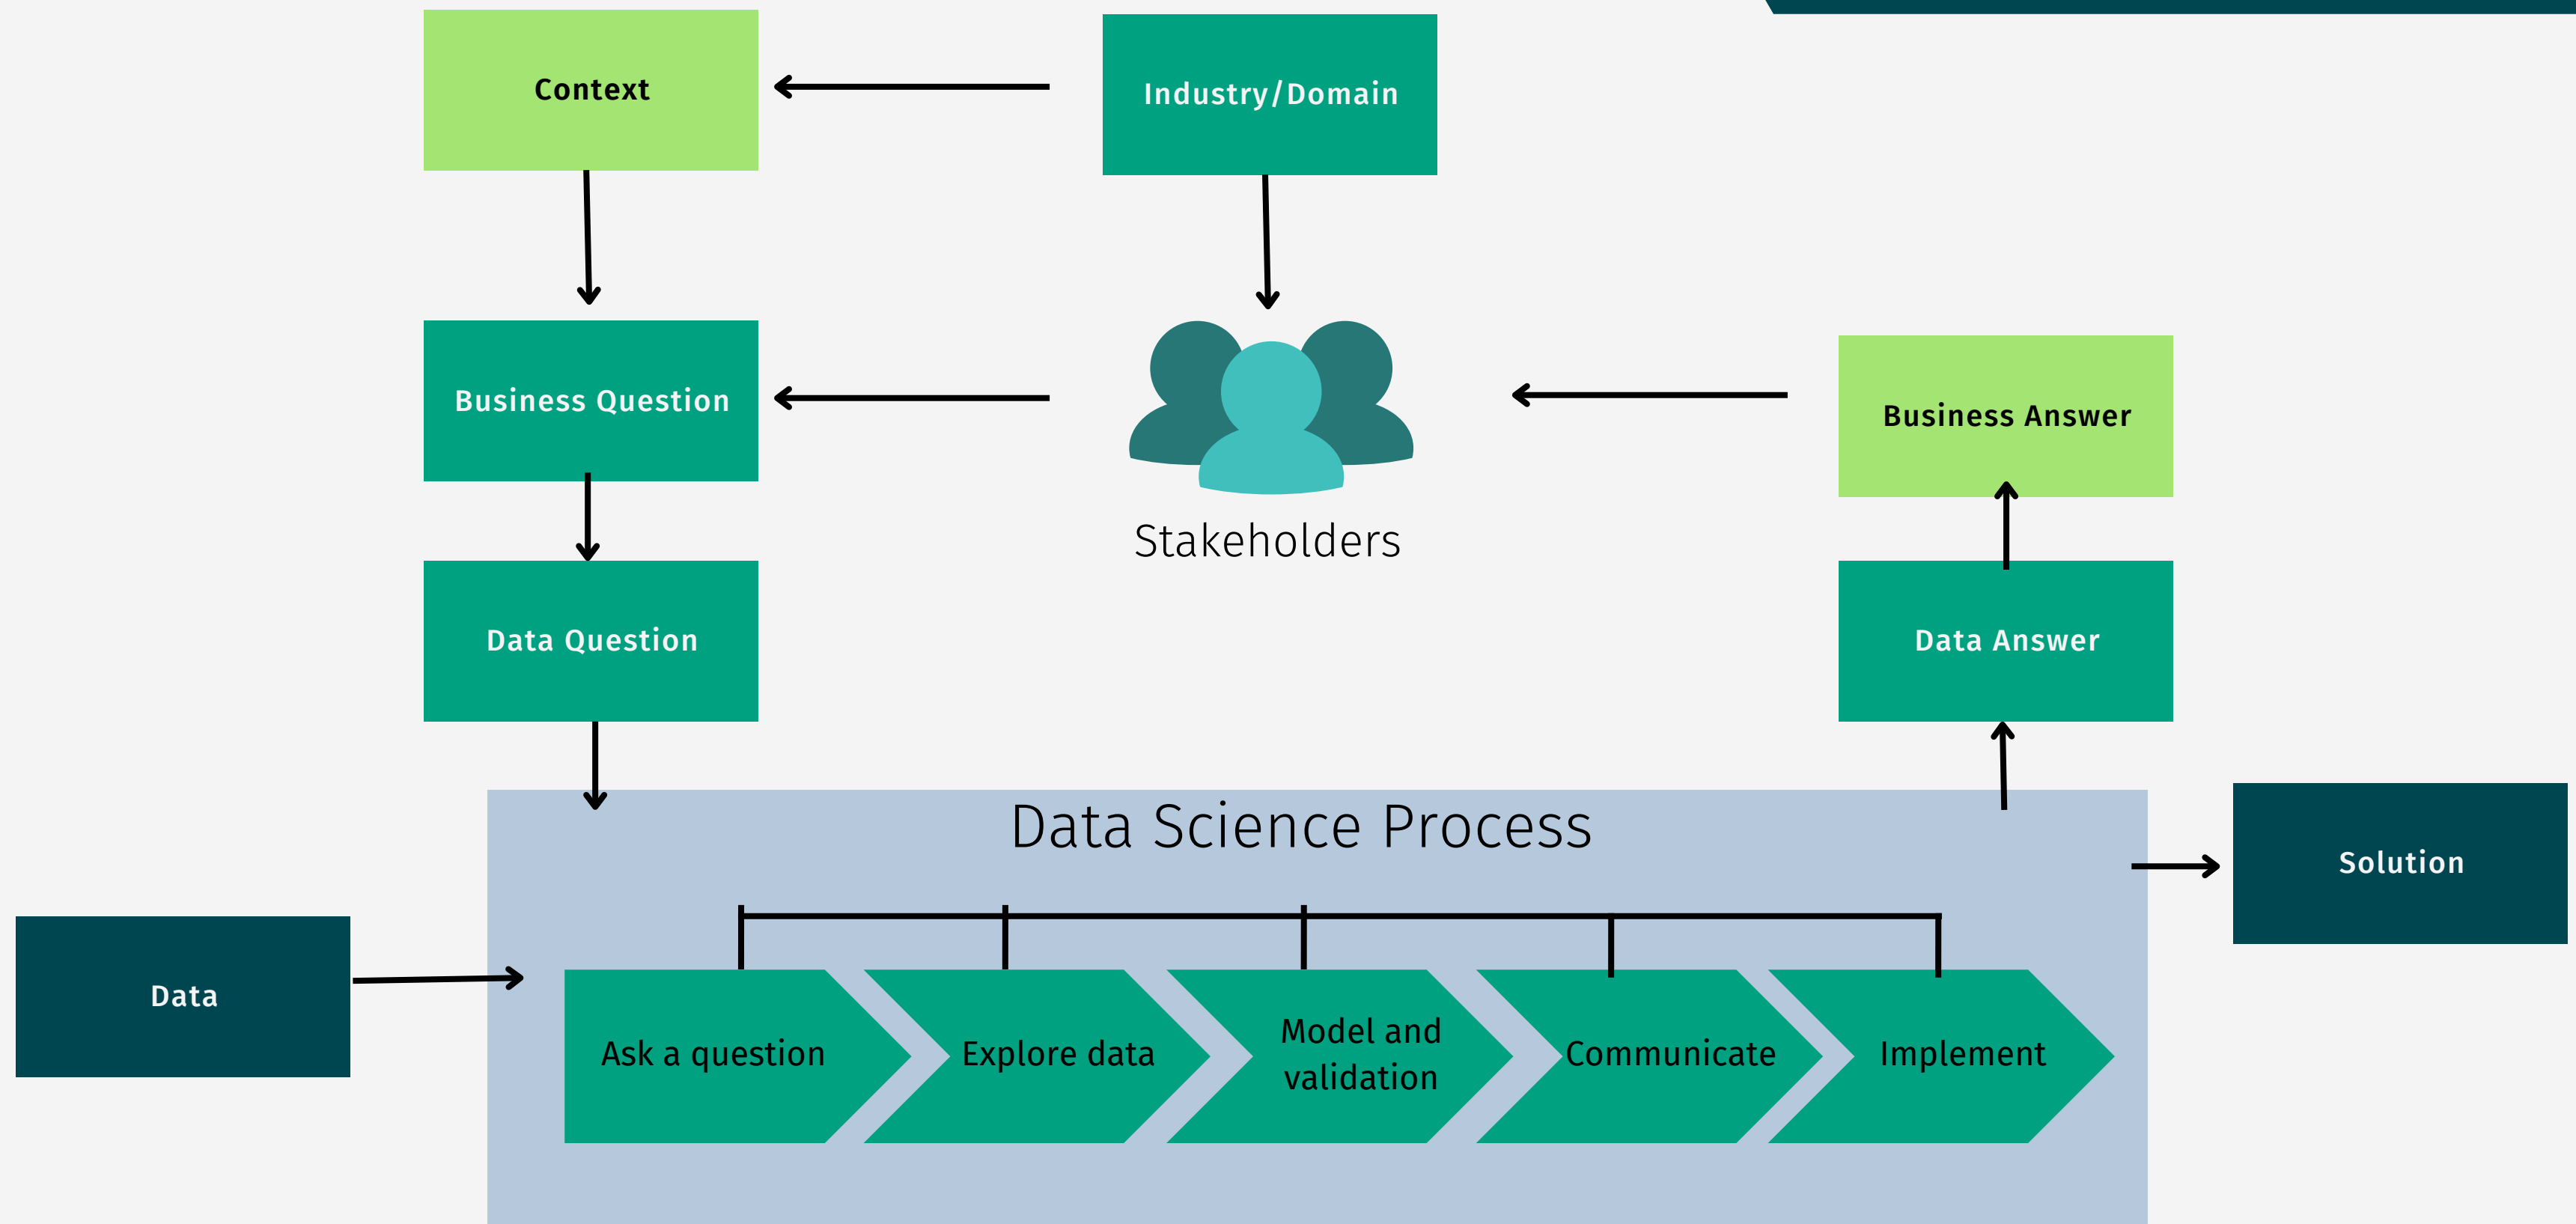 Context
Industry/Domain
Business Question
Stakeholders
Business Answer
Data Question
Data Answer
Data Science Process
Solution
Data
Ask a question
Explore data
Model and
validation
Communicate
Implement